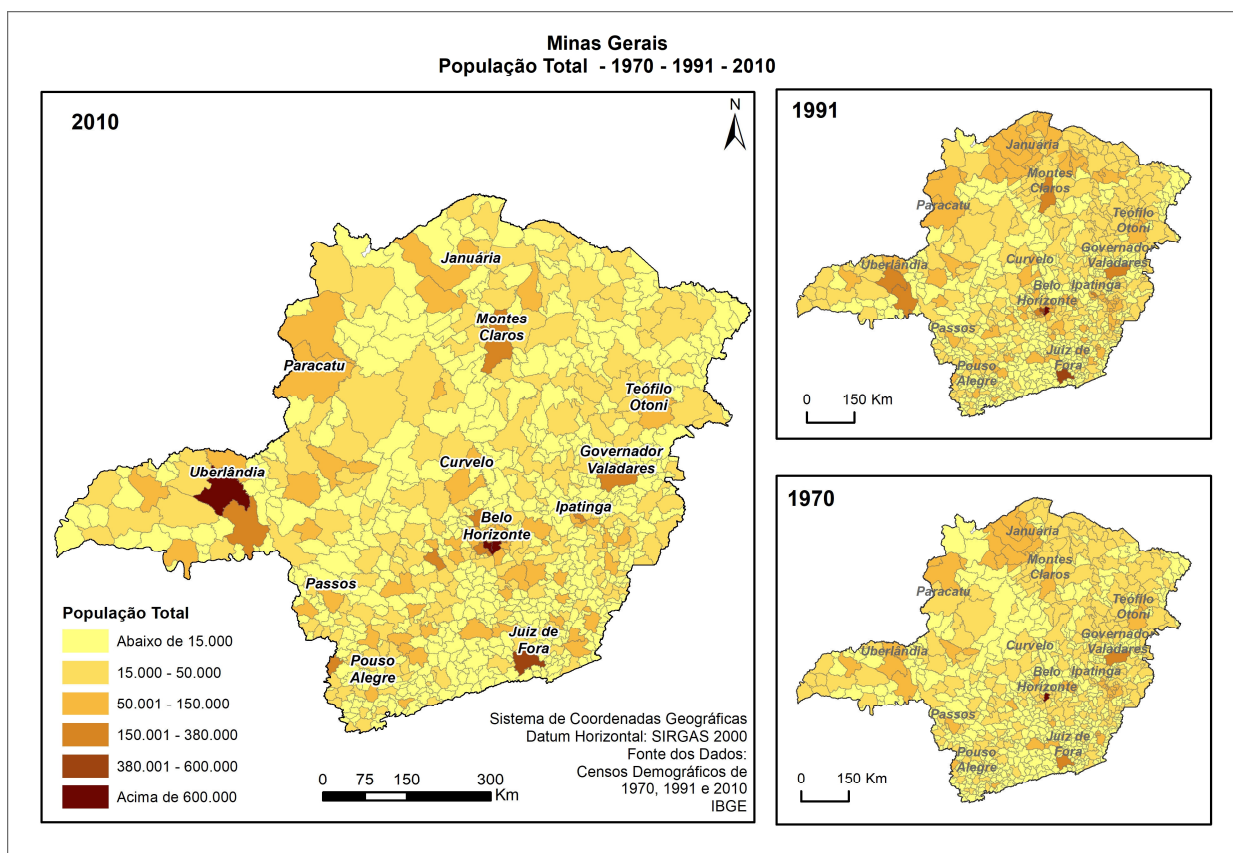 Minas Gerais
População Total - 1970 - 1991 - 2010
2010
N
Januária
Montes
Claros
Paracatu
Teófilo
Otoni
Uberlândia
Curvelo
Governador
Valadares
Ipatinga
Belo
Horizonte
Passos
Juiz de
Fora
Pouso
Alegre
População Total
Abaixo de 15.000
15.000 - 50.000
50.001 - 150.000
150.001 - 380.000
380.001 - 600.000
Acima de 600.000
0 75 150 300
Km
Sistema de Coordenadas Geográficas
Datum Horizontal: SIRGAS 2000
Fonte dos Dados:
Censos Demográficos de
1970, 1991 e 2010
IBGE
1991
Januária
Montes
Claros
Paracatu
Teófilo
Otoni
Governador
Valadares
Uberlândia
Curvelo
Belo Ipatinga
Horizonte
Passos
Juiz de
Fora
Pouso
Alegre
0 150 Km
1970
Januária
Montes
Claros
Paracatu
Teófilo
Otoni
Governador
Valadares
Uberlândia
Curvelo
Belo Ipatinga
Horizonte
Passos
Juiz de
Fora
Pouso
Alegre
0 150 Km